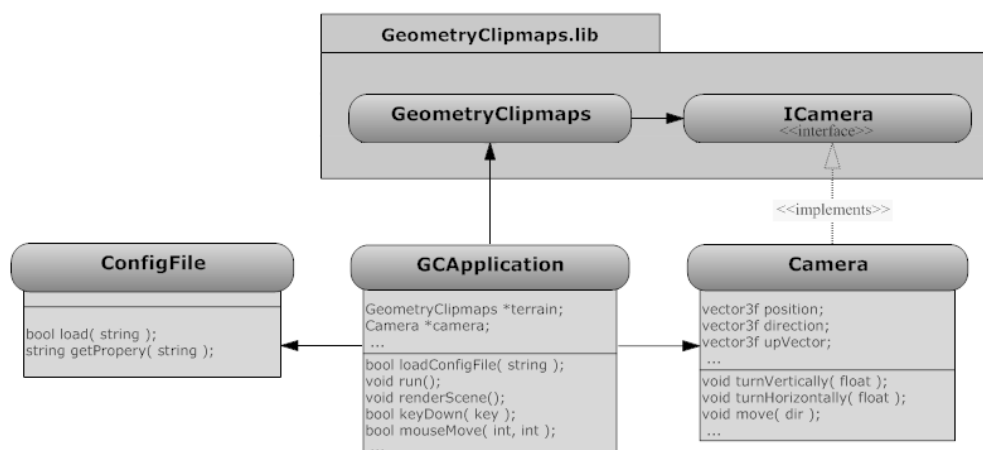 GeometryClipmaps.lib
GeometryClipmaps
ICamera
<<interface>>
<<implements>>
ConfigFile
bool load( string );
string getPropery( string );
GCApplication
GeometryClipmaps *terrain;
Camera *camera;
...
bool loadConfigFile( string );
void run();
void renderScene();
bool keyDown( key );
bool mouseMove( int, int );
...
Camera
vector3f position;
vector3f direction;
vector3f upVector;
...
void turnVertically( float );
void turnHorizontally( float );
void move( dir );
...